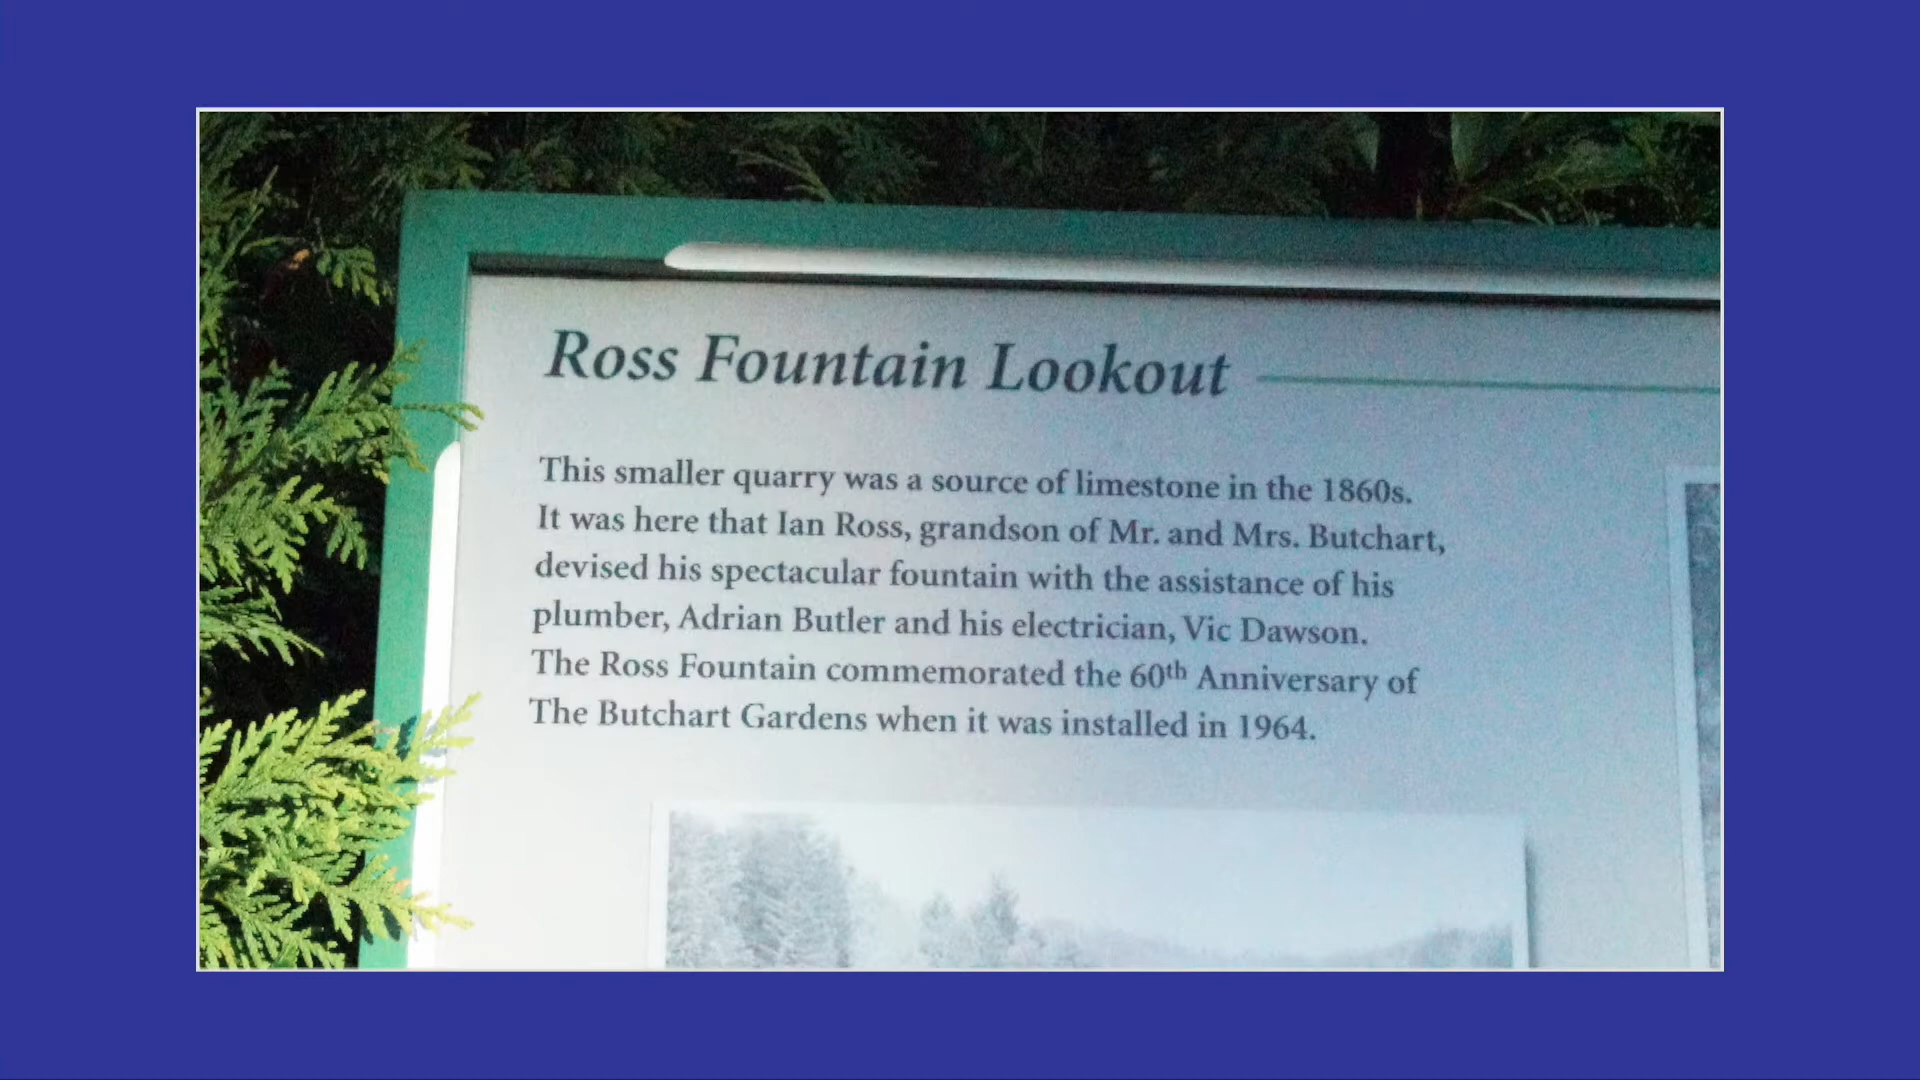 Ross Fountain Lookout
This smaller quarry was a source of limestone in the 1860s.
It was here that Ian Ross, grandson of Mr. and Mrs. Butchart,
devised his spectacular fountain with the assistance of his
plumber, Adrian Butler and his electrician, Vic Dawson.
The Ross Fountain commemorated the 60th Anniversary of
The Butchart Gardens when it was installed in 1964.